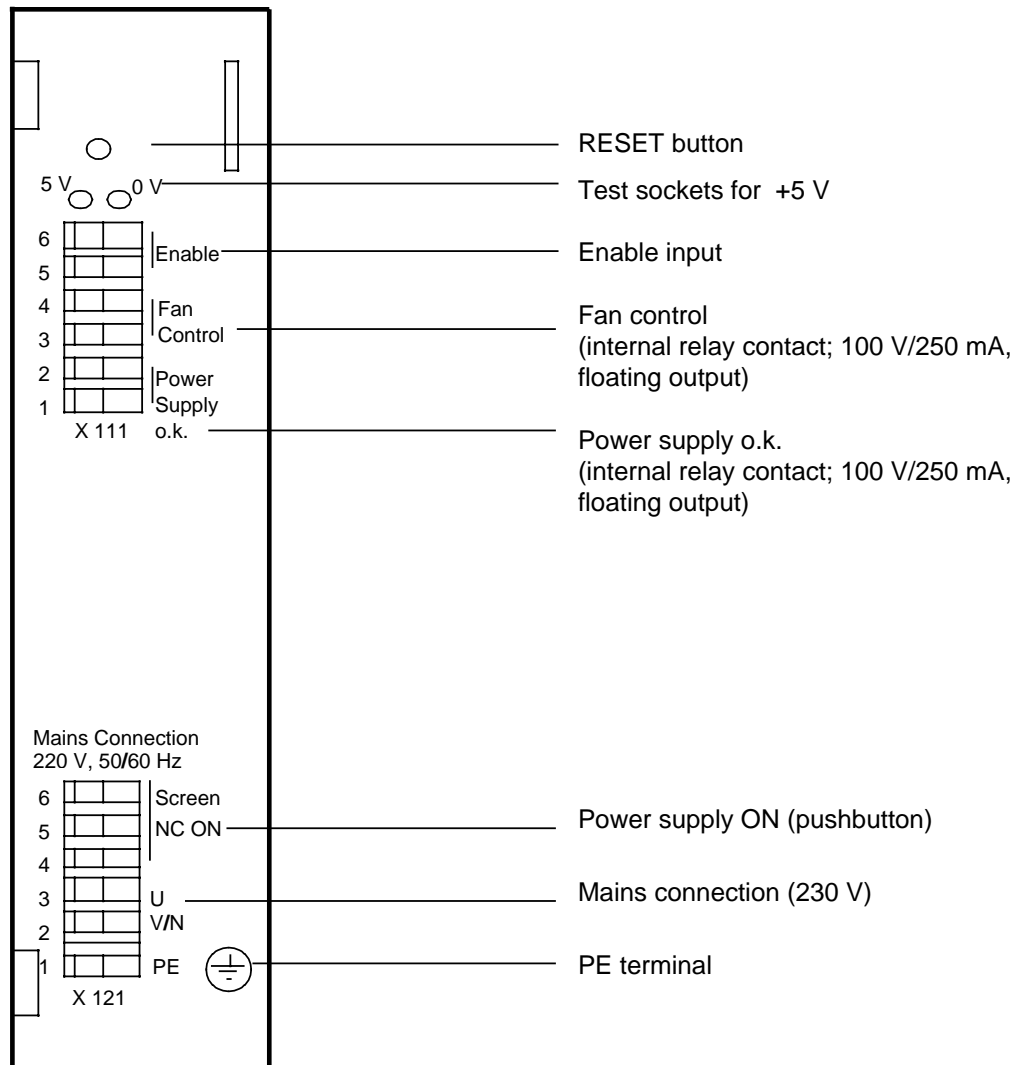 RESET button
5 V
0 V
Test sockets for +5 V
6
Enable
Enable input
5
4
Fan
Control
3
Fan control
(internal relay contact; 100 V/250 mA,
floating output)
2
Power
Supply
1
X 111
o.k.
Power supply o.k.
(internal relay contact; 100 V/250 mA,
floating output)
Mains Connection
220 V, 50/60 Hz
6
Screen
5
NC ON
Power supply ON (pushbutton)
4
3
U
Mains connection (230 V)
V/N
2
1
PE
PE terminal
X 121